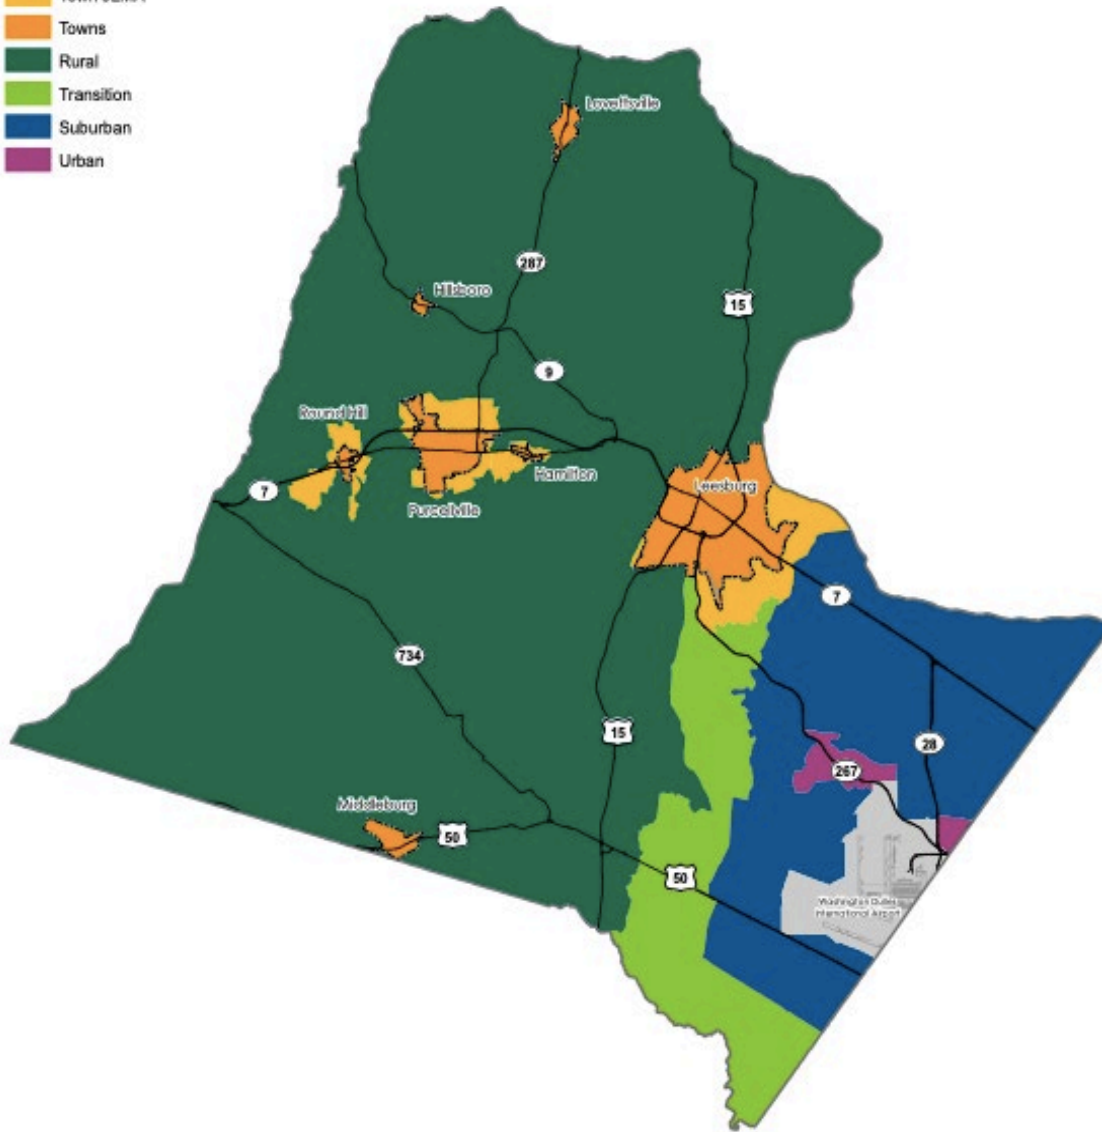 Towns
Rural
Transition
Suburban
Urban
Lovettsville
287
Hillsboro
15
9
Round Hill
Hamilton
Leesburg
7
Purcellville
7
734
15
28
267
Middleburg
50
50
Washington Dulles
International Airport